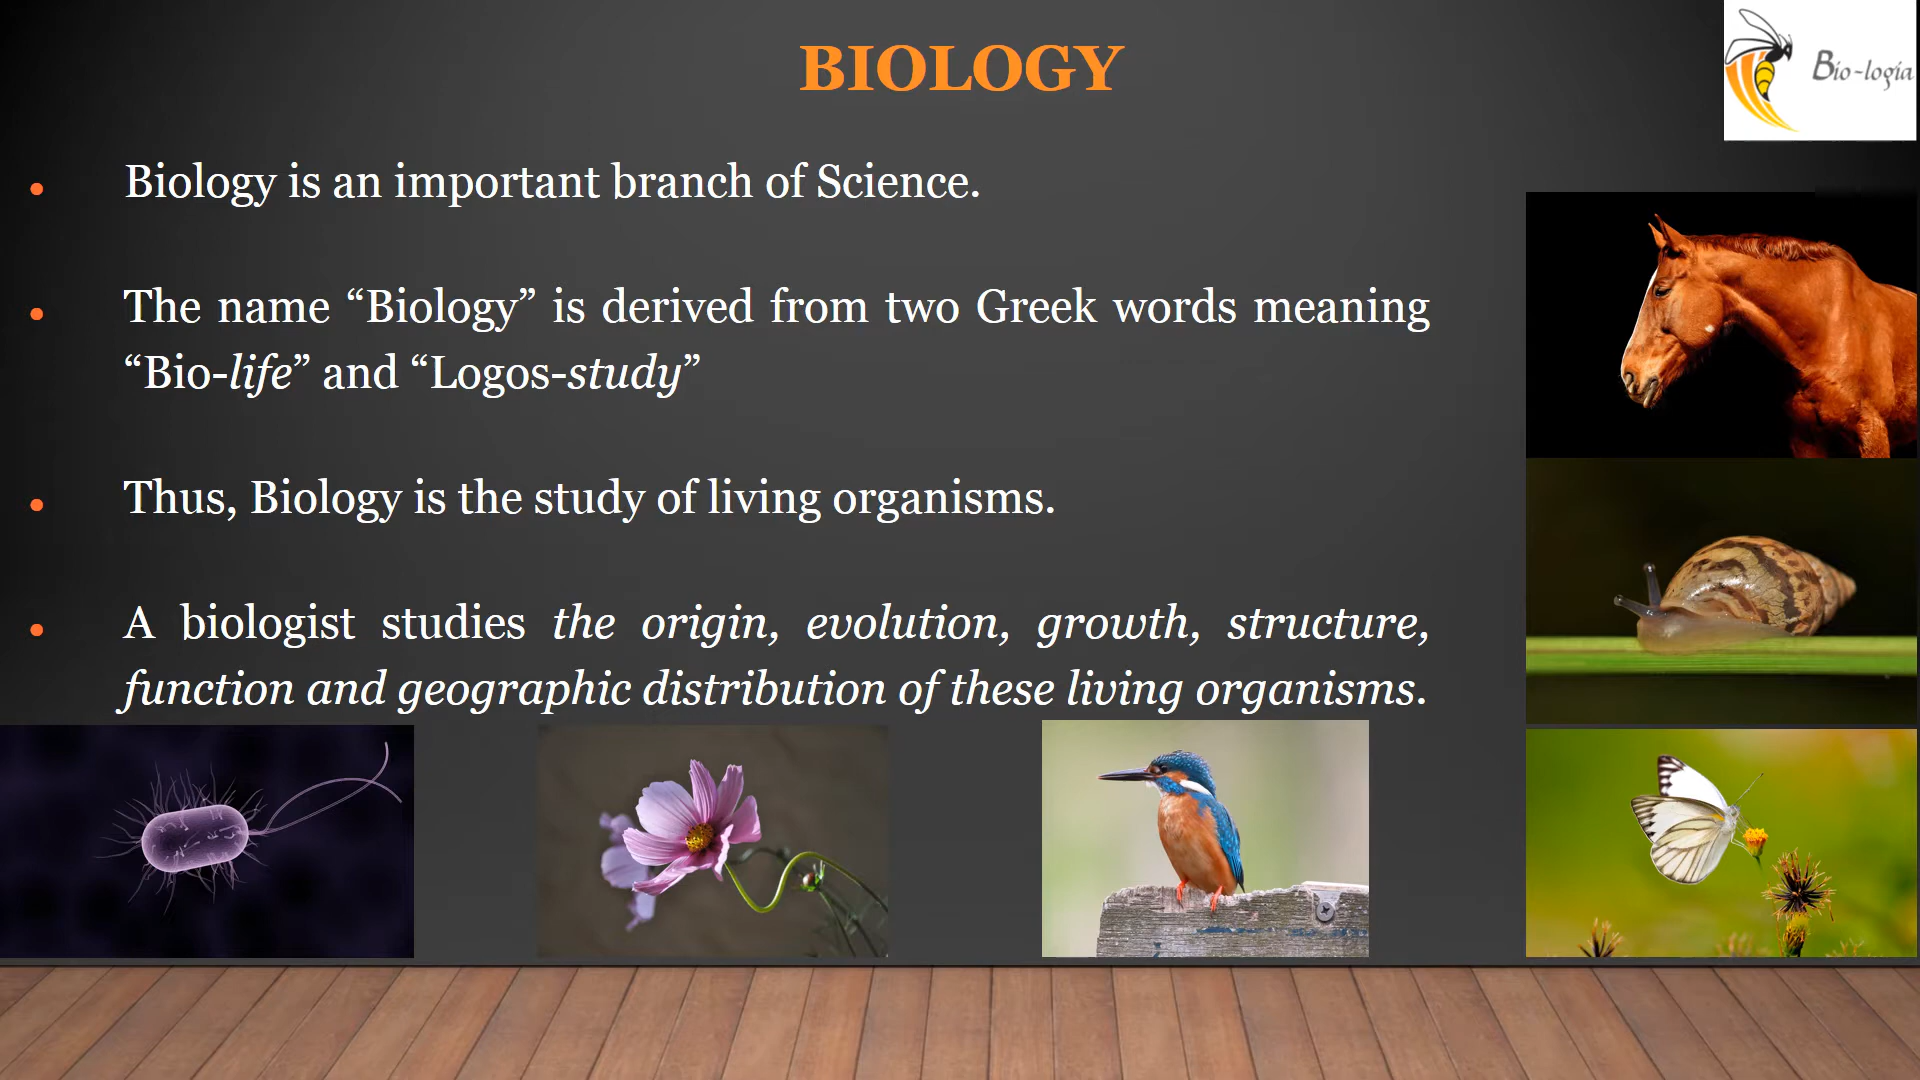 BIOLOGY
Bio-logia
• Biology is an important branch of Science.
• The name “Biology” is derived from two Greek words meaning
“Bio-life” and “Logos-study”
• Thus, Biology is the study of living organisms.
• A biologist studies the origin, evolution, growth, structure,
function and geographic distribution of these living organisms.